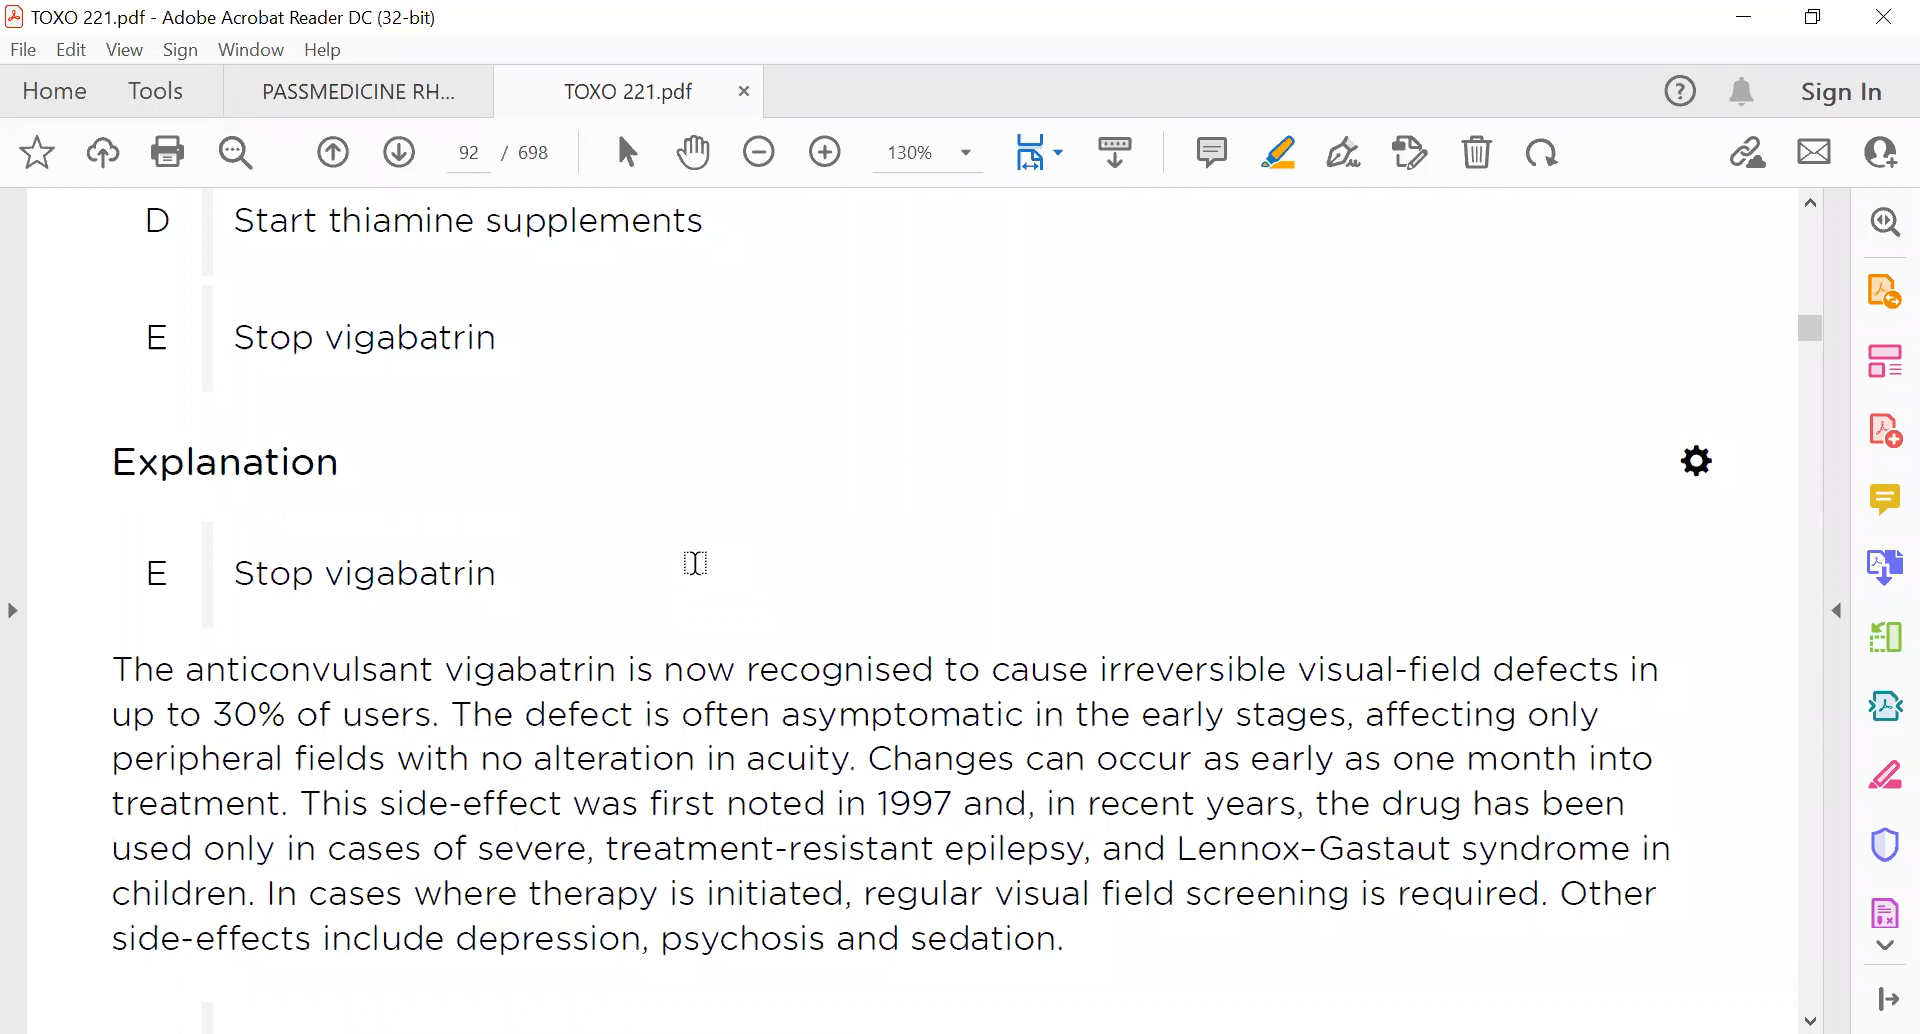 TOXO 221.pdf - Adobe Acrobat Reader DC (32-bit)
File Edit View Sign Window Help
Home Tools PASSMEDICINE RH... TOXO 221.pdf × Sign In
92 / 698 130%
D Start thiamine supplements
E Stop vigabatrin
Explanation
E Stop vigabatrin
The anticonvulsant vigabatrin is now recognised to cause irreversible visual-field defects in
up to 30% of users. The defect is often asymptomatic in the early stages, affecting only
peripheral fields with no alteration in acuity. Changes can occur as early as one month into
treatment. This side-effect was first noted in 1997 and, in recent years, the drug has been
used only in cases of severe, treatment-resistant epilepsy, and Lennox–Gastaut syndrome in
children. In cases where therapy is initiated, regular visual field screening is required. Other
side-effects include depression, psychosis and sedation.